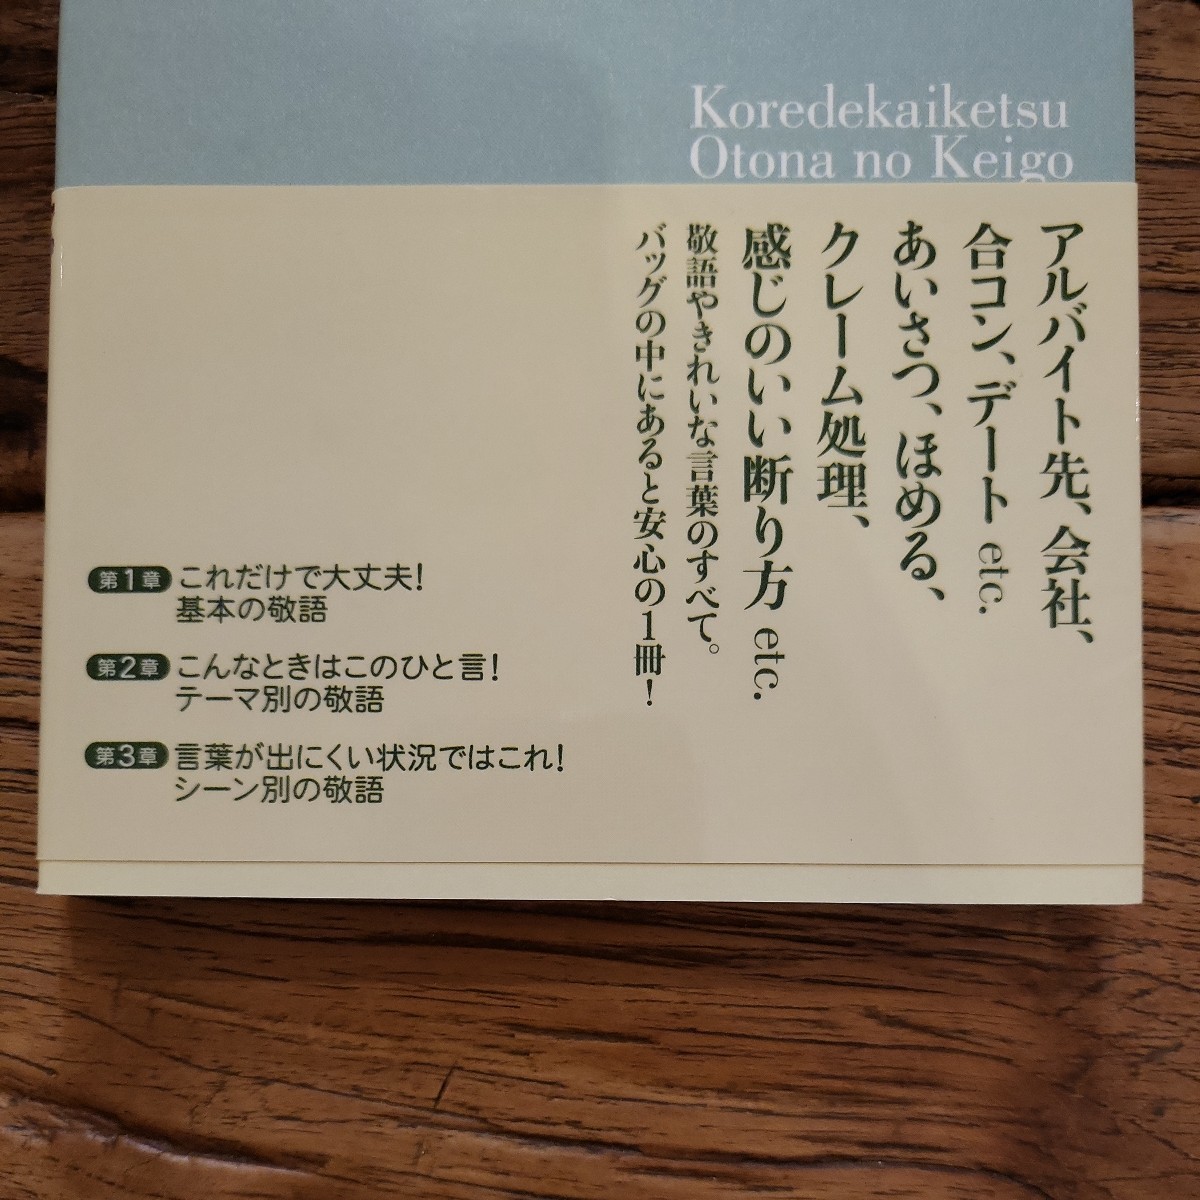 Koredekaiketsu
Otona no Keigo
アルバイト先、会社、
合コン、デート etc.
あいさつ、ほめる、
クレーム処理、
感じのいい断り方 etc.
敬語やきれいな言葉のすべて。
バッグの中にあると安心の1冊！
第1章 これだけで大丈夫！
基本の敬語
第2章 こんなときはこのひと言！
テーマ別の敬語
第3章 言葉が出にくい状況ではこれ！
シーン別の敬語